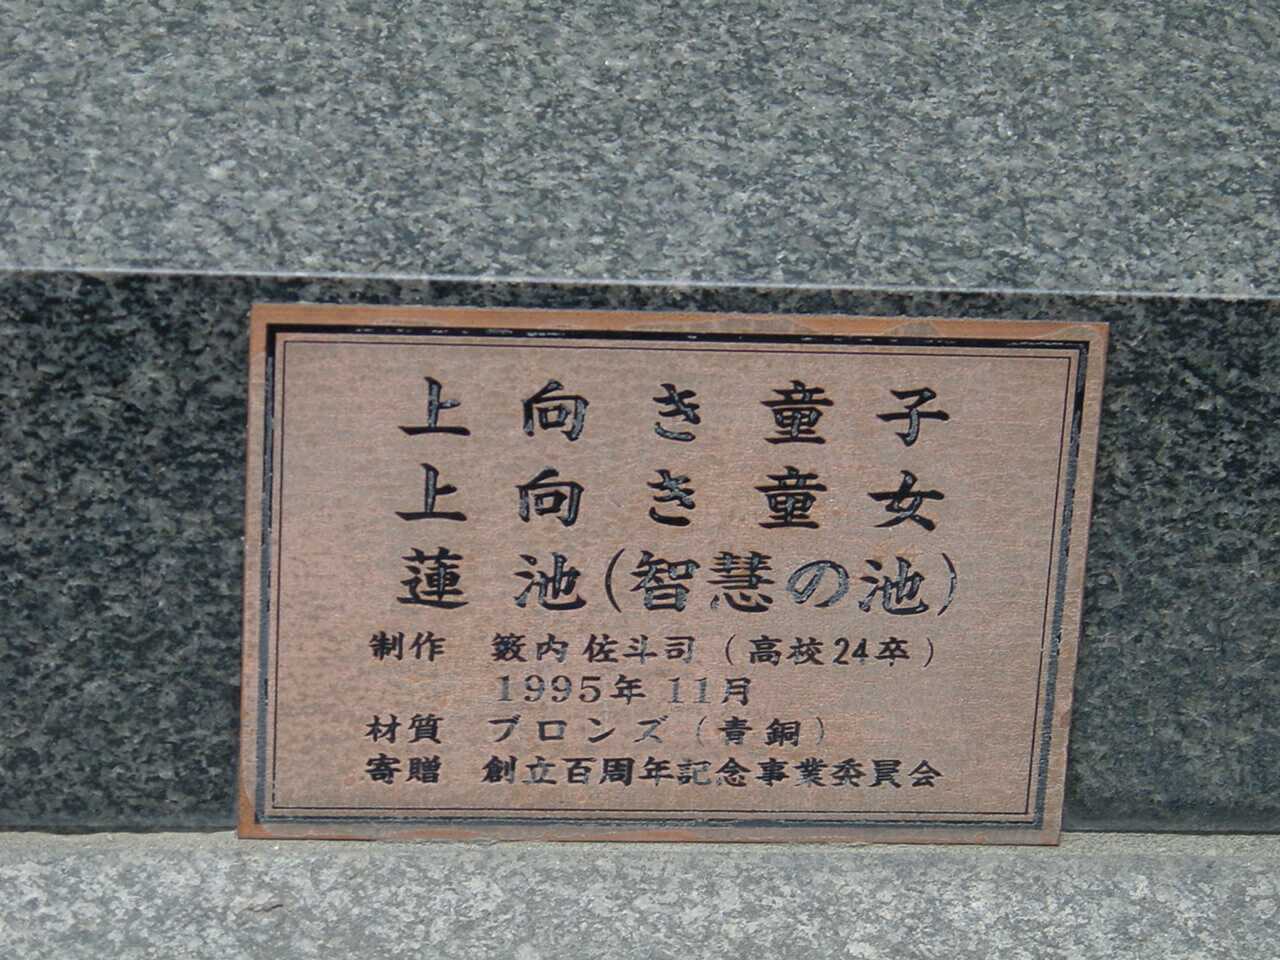 上向き童子
上向き童女
蓮池(智慧の池)
制作 籔内佐斗司(高校24卒)
1995年11月
材質 ブロンズ(青銅)
寄贈 創立百周年記念事業委員会